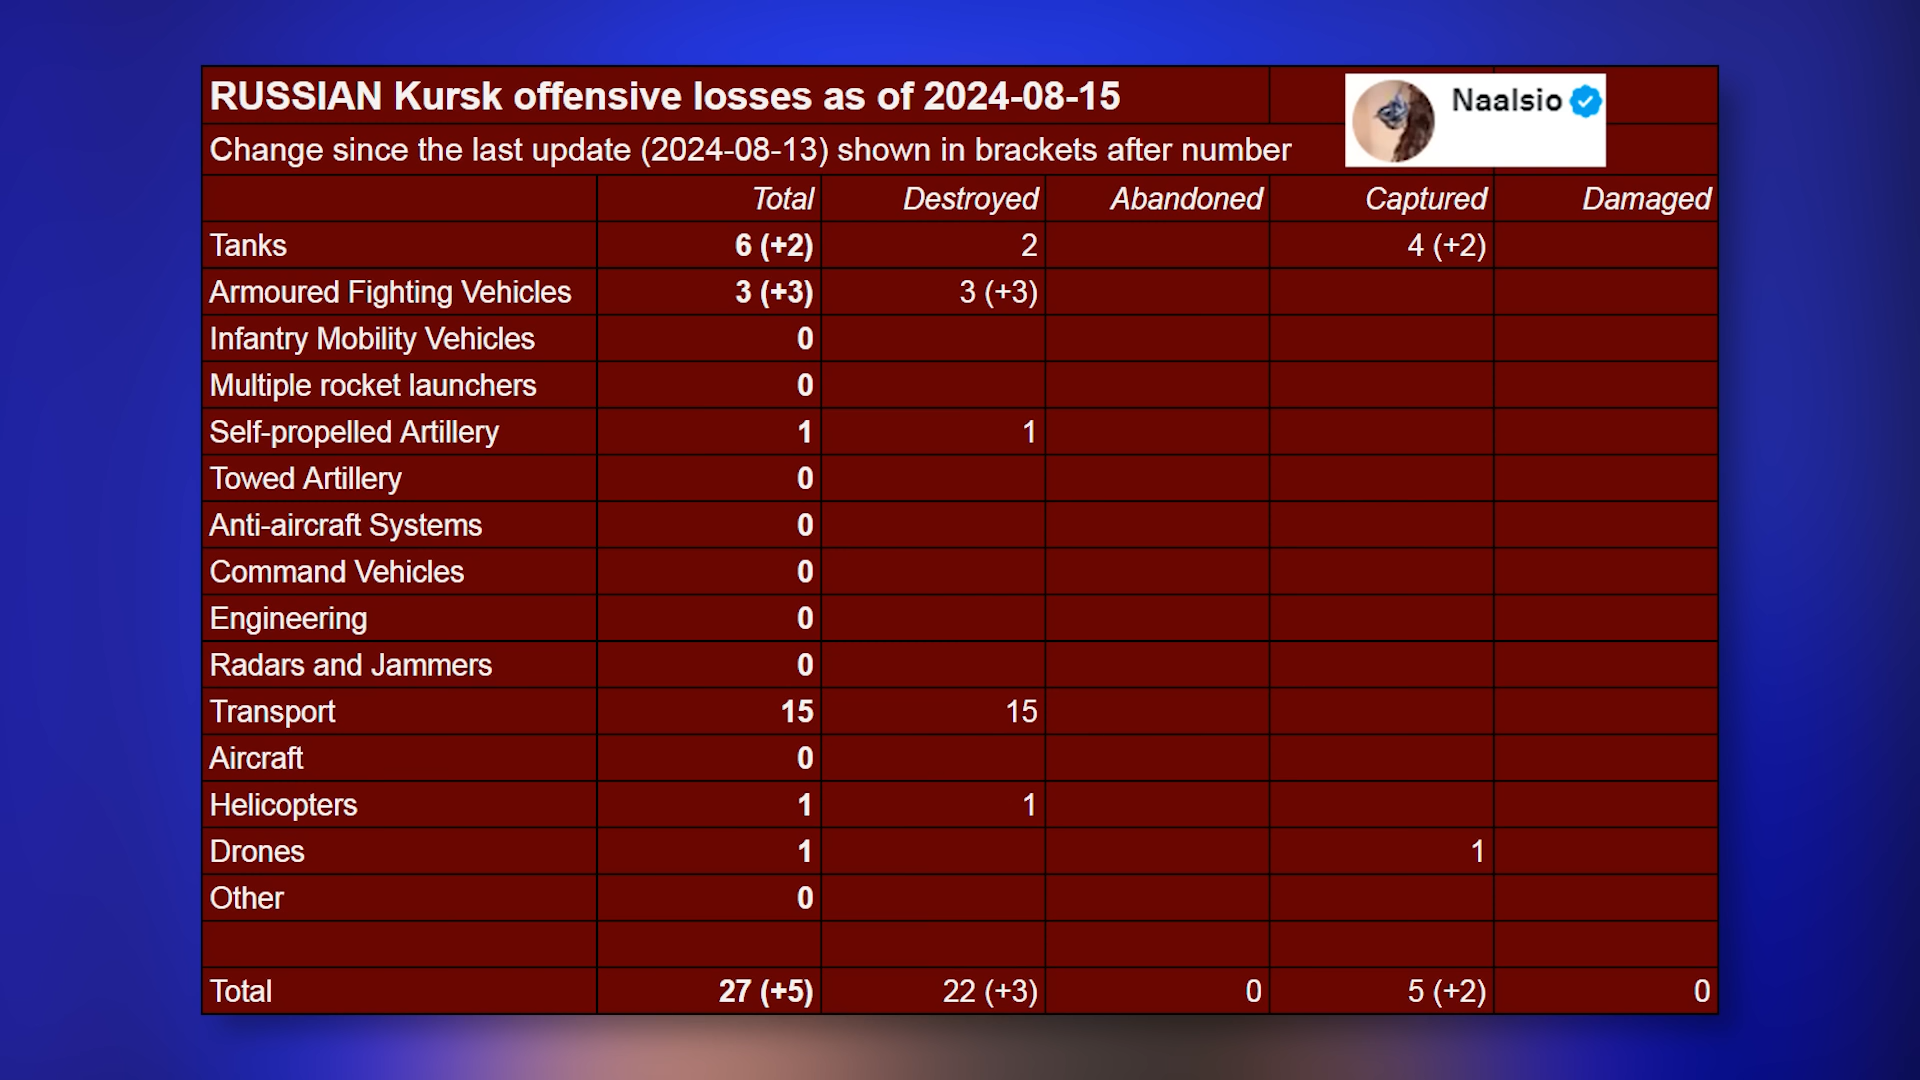 RUSSIAN Kursk offensive losses as of 2024-08-15
Naalsio
Change since the last update (2024-08-13) shown in brackets after number
Total Destroyed Abandoned Captured Damaged
Tanks 6 (+2) 2 4 (+2)
Armoured Fighting Vehicles 3 (+3) 3 (+3)
Infantry Mobility Vehicles 0
Multiple rocket launchers 0
Self-propelled Artillery 1 1
Towed Artillery 0
Anti-aircraft Systems 0
Command Vehicles 0
Engineering 0
Radars and Jammers 0
Transport 15 15
Aircraft 0
Helicopters 1 1
Drones 1 1
Other 0
Total 27 (+5) 22 (+3) 0 5 (+2) 0